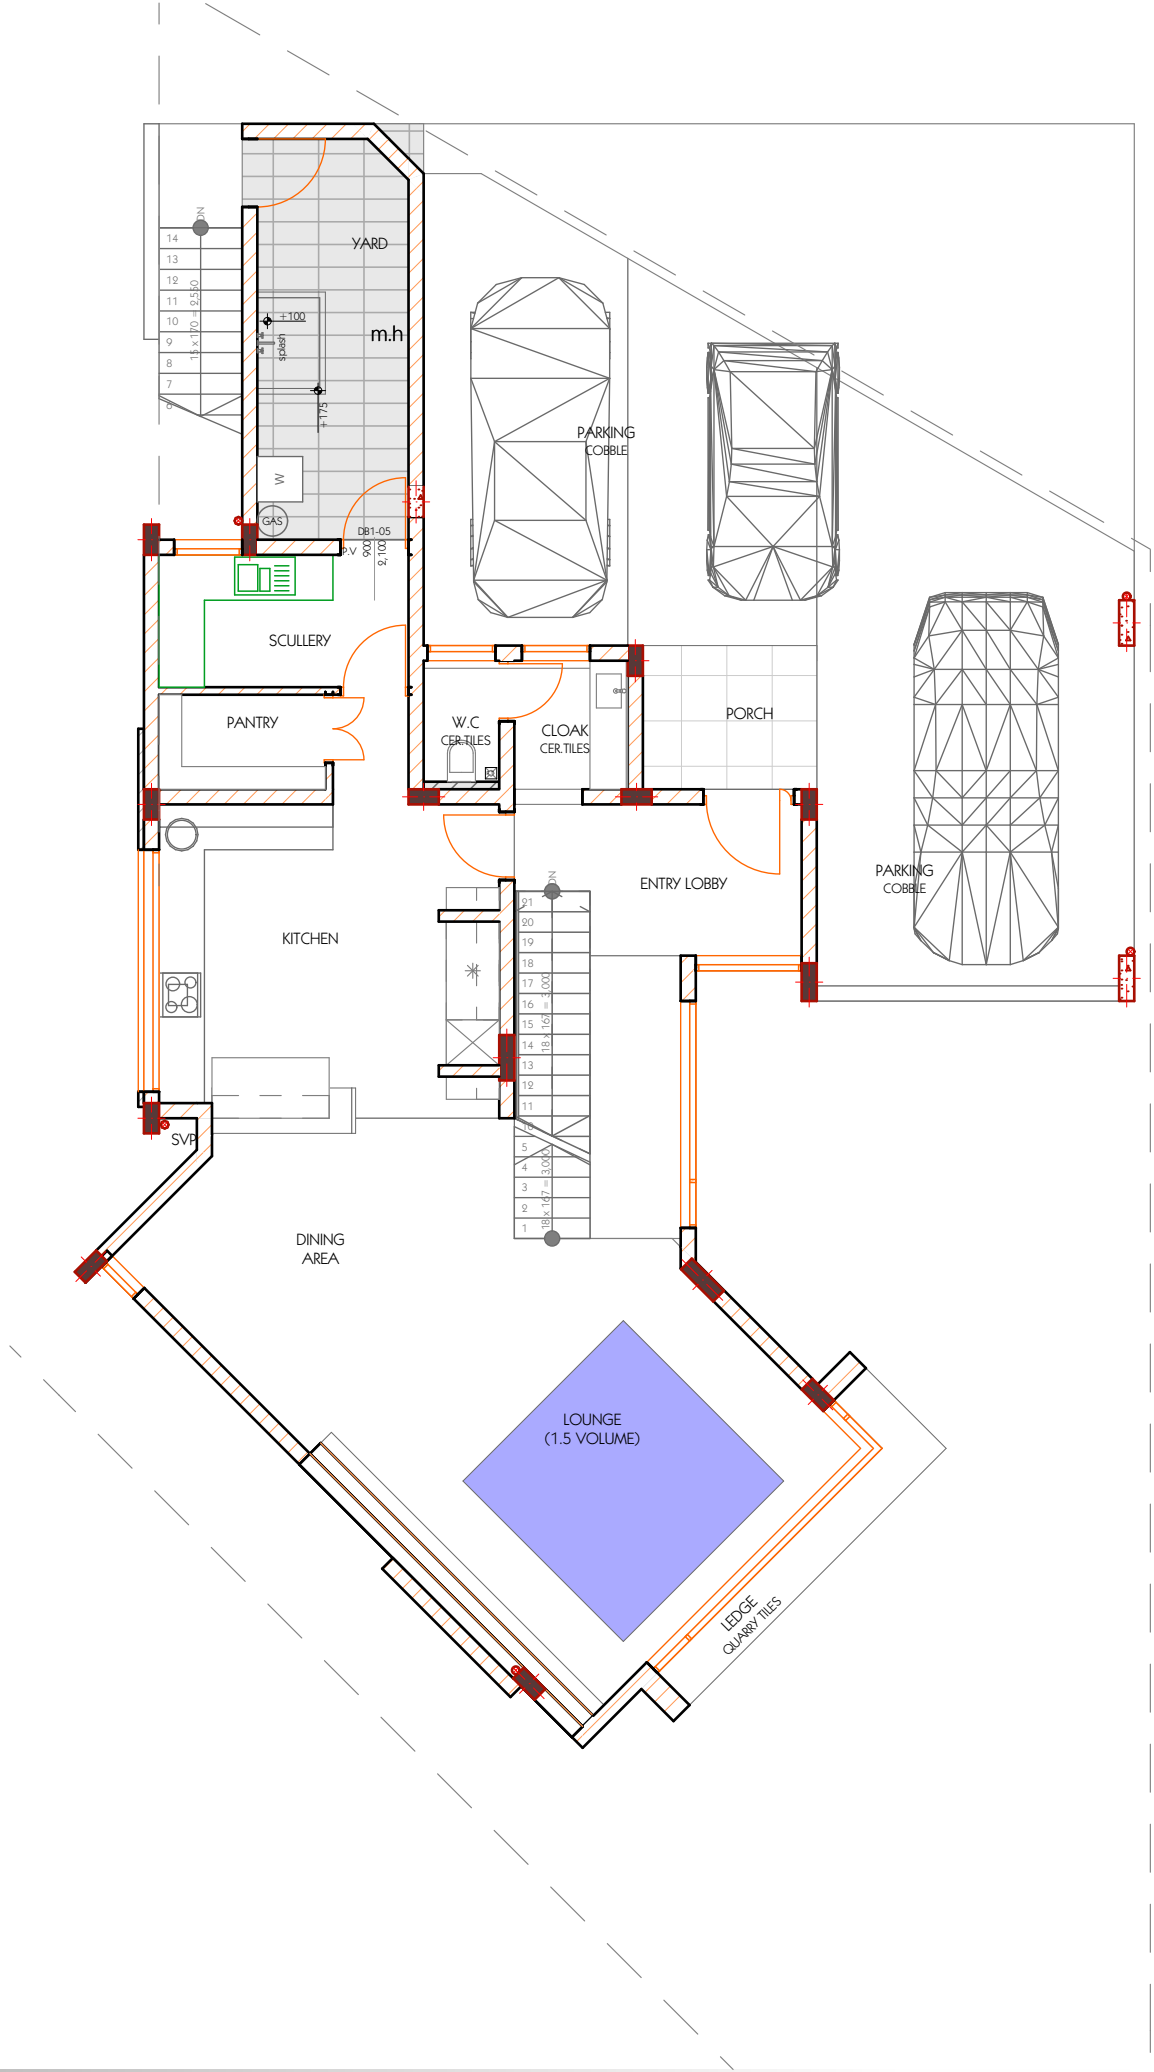 DN
14
13
12
11
10
9
8
7
6
15 x 170 = 2,550
YARD
+100
splash
m.h
+175
W
GAS
DB1-05
P.V
900
2,100
PARKING
COBBLE
SCULLERY
PANTRY
W.C
CER.TILES
CLOAK
CER.TILES
PORCH
ENTRY LOBBY
PARKING
COBBLE
KITCHEN
DN
21
20
19
18
17
16
15
14
13
12
11
10
5
4
3
2
1
18 x 167 = 3,000
18 x 167 = 3,000
SVP
DINING
AREA
LOUNGE
(1.5 VOLUME)
LEDGE
QUARRY TILES